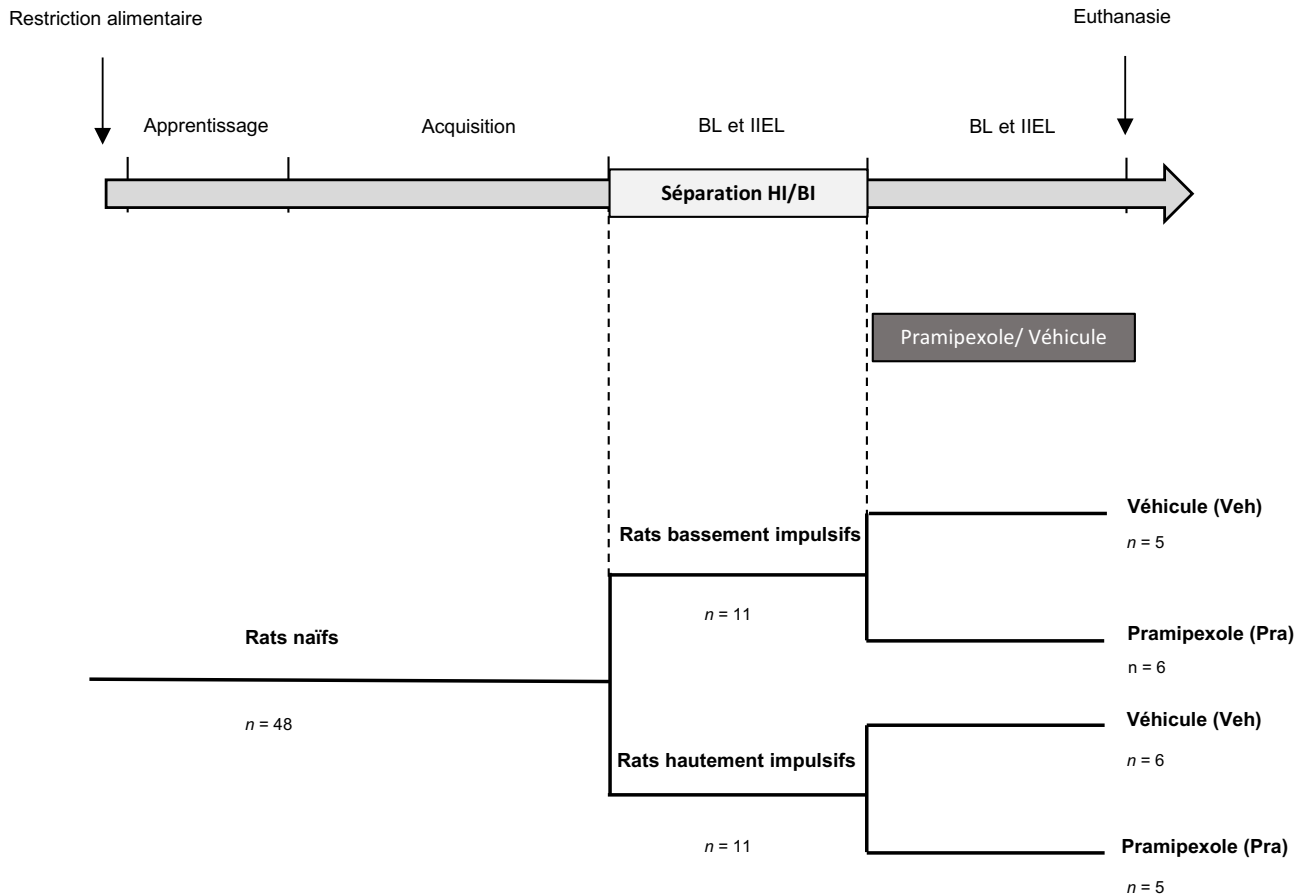 Restriction alimentaire
Euthanasie
Apprentissage
Acquisition
BL et IIEL
BL et IIEL
Séparation HI/BI
Pramipexole/ Véhicule
Véhicule (Veh)
n = 5
Rats bassement impulsifs
n = 11
Rats naïfs
n = 48
Pramipexole (Pra)
n = 6
Véhicule (Veh)
n = 6
Rats hautement impulsifs
n = 11
Pramipexole (Pra)
n = 5